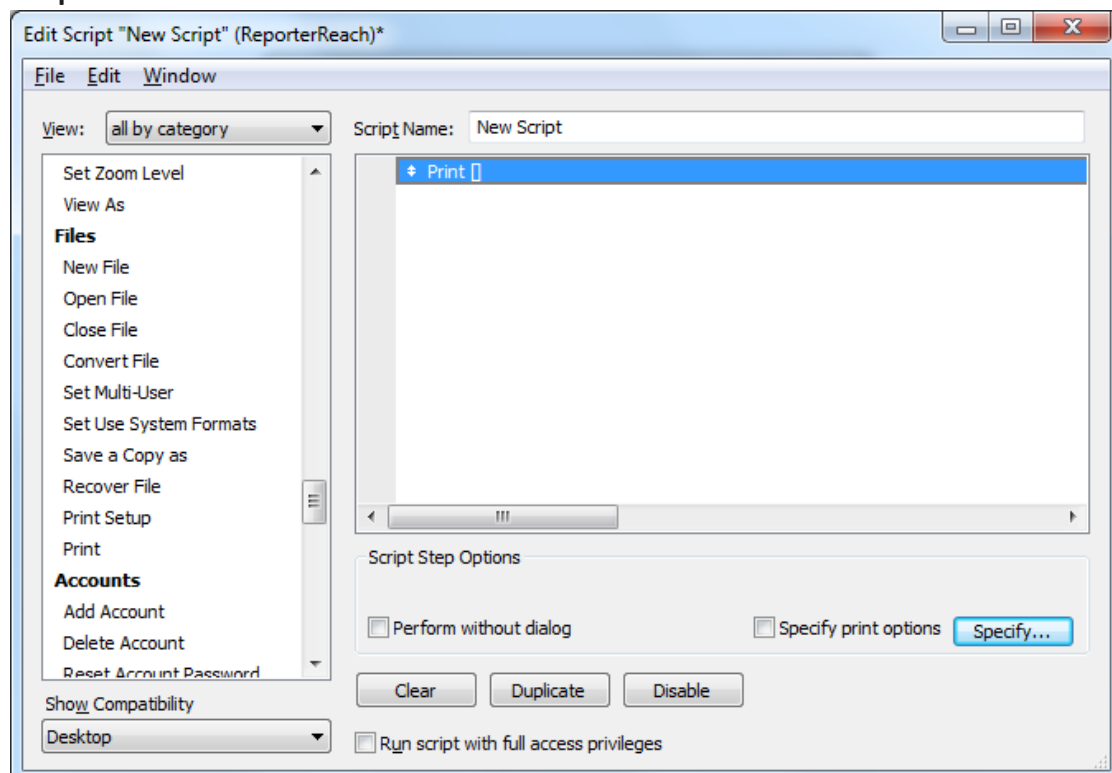 Edit Script "New Script" (ReporterReach)*
File Edit Window
View: all by category
Script Name: New Script
Set Zoom Level
View As
Files
New File
Open File
Close File
Convert File
Set Multi-User
Set Use System Formats
Save a Copy as
Recover File
Print Setup
Print
Accounts
Add Account
Delete Account
Reset Account Password
Show Compatibility
Desktop
Print []
Script Step Options
Perform without dialog
Specify print options
Specify...
Clear
Duplicate
Disable
Run script with full access privileges